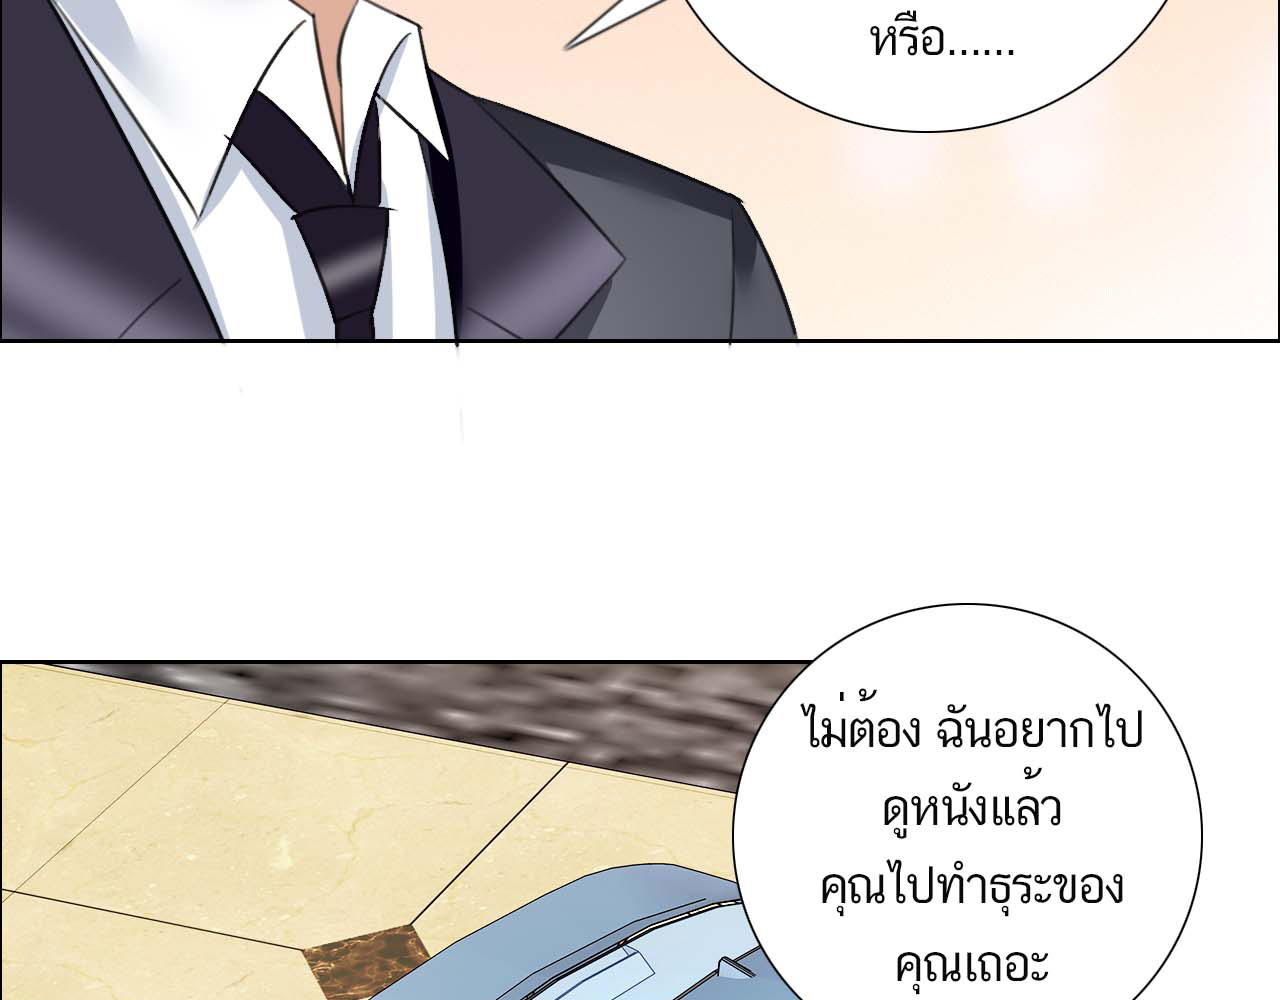 หรือ......
ไม่ต้อง ฉันอยากไป
ดูหนังแล้ว
คุณไปทำธุระของ
คุณเถอะ